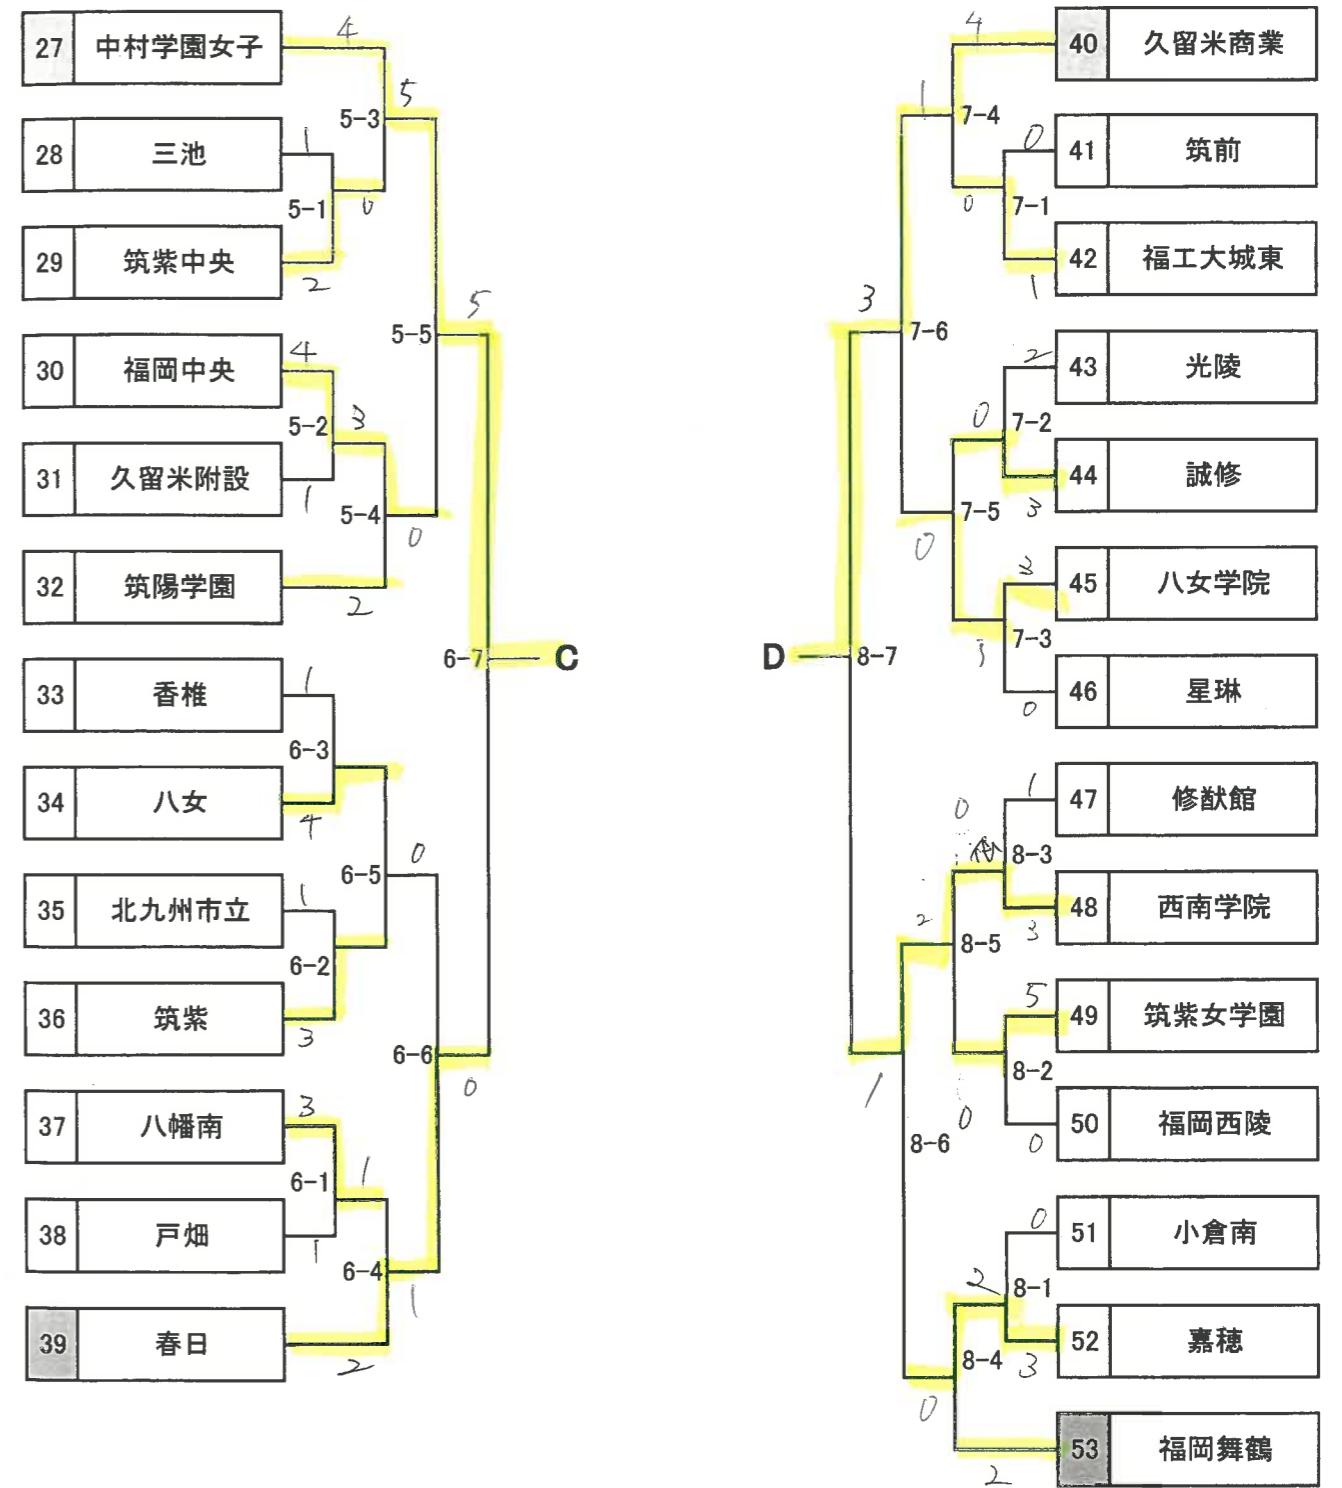 27 中村学園女子
4
5
5-3
28 三池
1
5-1
0
29 筑紫中央
2
5
5-5
30 福岡中央
4
5-2
3
31 久留米附設
1
5-4
0
32 筑陽学園
2
6-7
C
33 香椎
1
6-3
34 八女
4
6-5
0
35 北九州市立
1
6-2
36 筑紫
3
6-6
0
37 八幡南
3
6-1
1
38 戸畑
1
6-4
1
39 春日
2
4
40 久留米商業
1
7-4
0
41 筑前
0
7-1
42 福工大城東
1
3
7-6
2
43 光陵
0
7-2
44 誠修
3
7-5
0
3
45 八女学院
7-3
46 星琳
0
D
8-7
1
47 修猷館
0
8-3
48 西南学院
3
2
8-5
5
49 筑紫女学園
8-2
0
50 福岡西陵
0
1
8-6
0
51 小倉南
2
8-1
52 嘉穂
3
8-4
0
53 福岡舞鶴
2